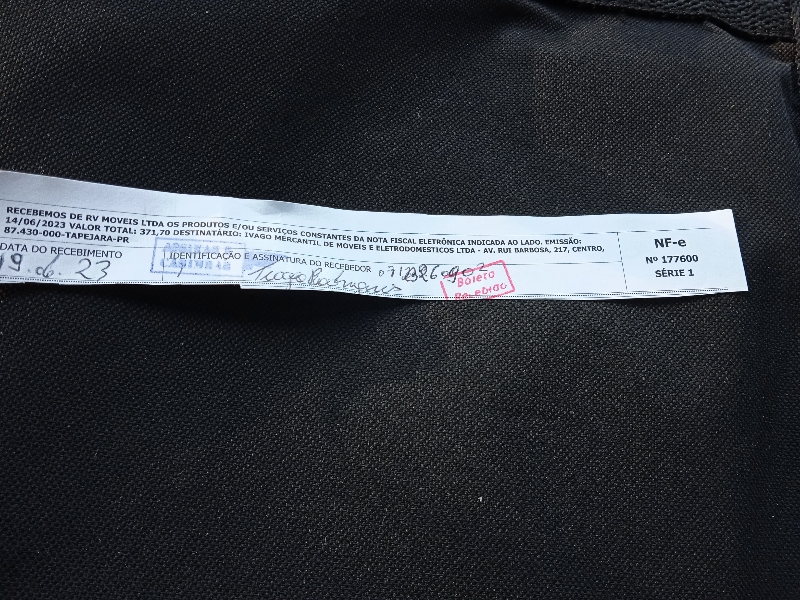 RECEBEMOS DE RV MOVEIS LTDA OS PRODUTOS E/OU SERVIÇOS CONSTANTES DA NOTA FISCAL ELETRÔNICA INDICADA AO LADO. EMISSÃO:
14/06/2023 VALOR TOTAL: 371,70 DESTINATÁRIO: IVAGO MERCANTIL DE MOVEIS E ELETRODOMESTICOS LTDA - AV. RUI BARBOSA, 217, CENTRO,
87.430-000-TAPEJARA-PR
DATA DO RECEBIMENTO
19.06.23
IDENTIFICAÇÃO E ASSINATURA DO RECEBEDOR
Tiago
Boleto
NF-e
Nº 177600
SÉRIE 1